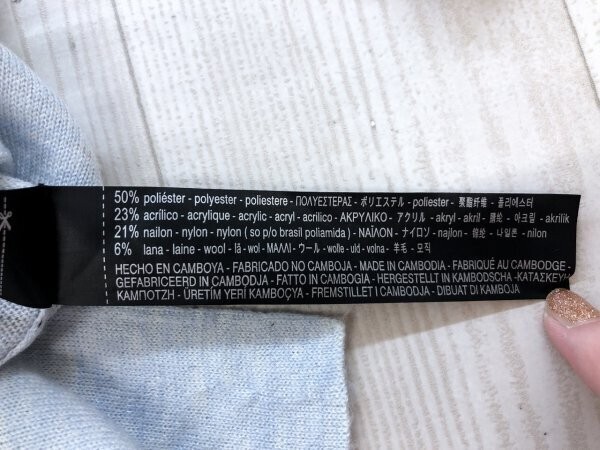 50% poliéster - polyester - poliestere - ΠΟΛΥΕΣΤΕΡΑΣ - ポリエステル - poliester - 聚酯纤维 - 폴리에스터
23% acrílico - acrylique - acrylic - acryl - acrilico - ΑΚΡΥΛΙΚΟ - アクリル - akryl - akril - 腈纶 - 아크릴 - akrilik
21% nailon - nylon - nylon ( so p/o brasil poliamida ) - ΝΑΪΛΟΝ - ナイロン - najlon - 锦纶 - 나일론 - nilon
6% lana - laine - wool - lã - wol - ΜΑΛΛΙ - ウール - wolle - uld - volna - 羊毛 - 모직
HECHO EN CAMBOYA - FABRICADO NO CAMBOJA - MADE IN CAMBODIA - FABRIQUÉ AU CAMBODGE -
GEFABRICEERD IN CAMBODJA - FATTO IN CAMBOGIA - HERGESTELLT IN KAMBODSCHA -ΚΑΤΑΣΚΕΥΗ
ΚΑΜΠΟΤΖΗ - ÜRETİM YERİ KAMBOÇYA - FREMSTILLET I CAMBODJA - DIBUAT DI KAMBOJA